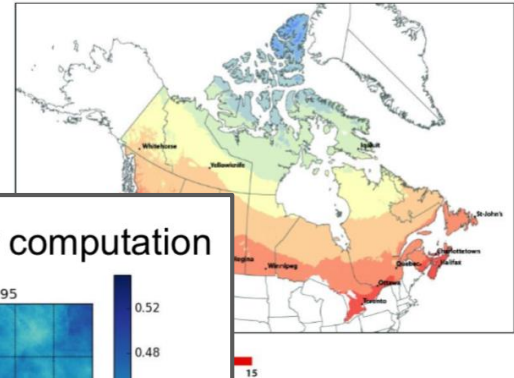 Whitehorse
Yellowknife
Iqaluit
St-John's
Charlottetown
Halifax
Quebec
Regina
Winnipeg
Ottawa
Toronto
15
computation
95
0.52
0.48